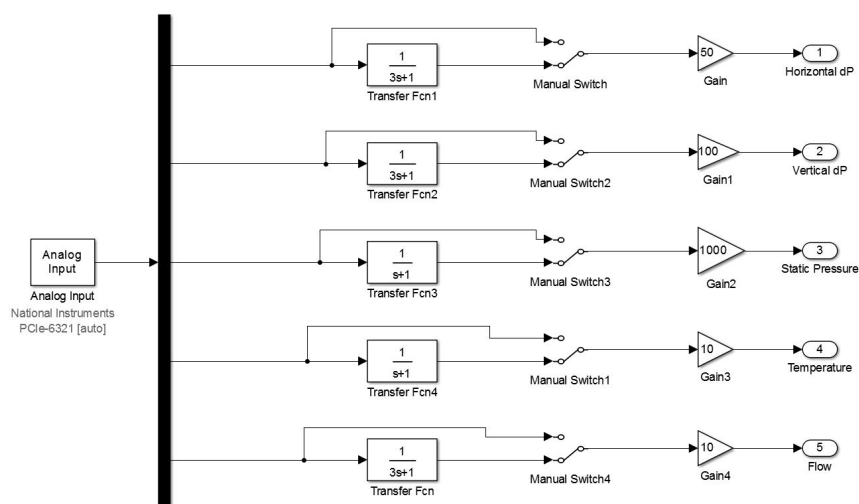 1
3s+1
Transfer Fcn1
Manual Switch
50
Gain
1
Horizontal dP
1
3s+1
Transfer Fcn2
Manual Switch2
100
Gain1
2
Vertical dP
Analog
Input
Analog Input
National Instruments
PCIe-6321 [auto]
1
s+1
Transfer Fcn3
Manual Switch3
1000
Gain2
3
Static Pressure
1
s+1
Transfer Fcn4
Manual Switch1
10
Gain3
4
Temperature
1
3s+1
Transfer Fcn
Manual Switch4
10
Gain4
5
Flow